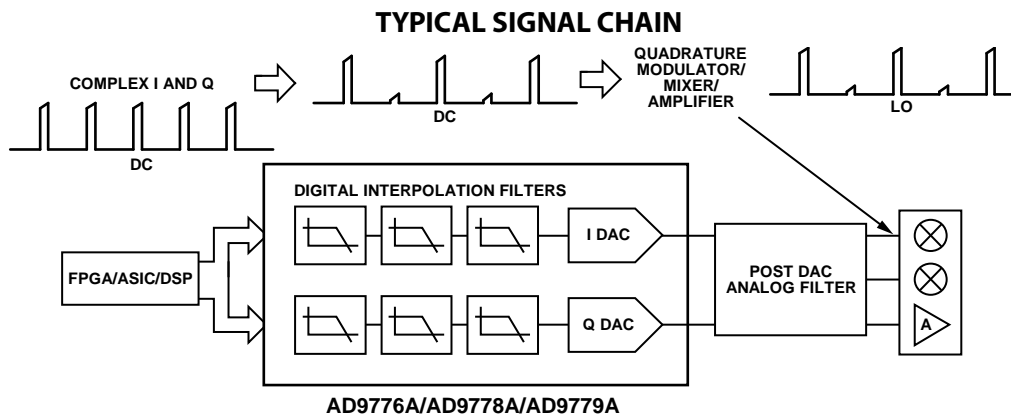 TYPICAL SIGNAL CHAIN
COMPLEX I AND Q
DC
DC
QUADRATURE
MODULATOR/
MIXER/
AMPLIFIER
LO
DIGITAL INTERPOLATION FILTERS
FPGA/ASIC/DSP
I DAC
Q DAC
POST DAC
ANALOG FILTER
A
AD9776A/AD9778A/AD9779A